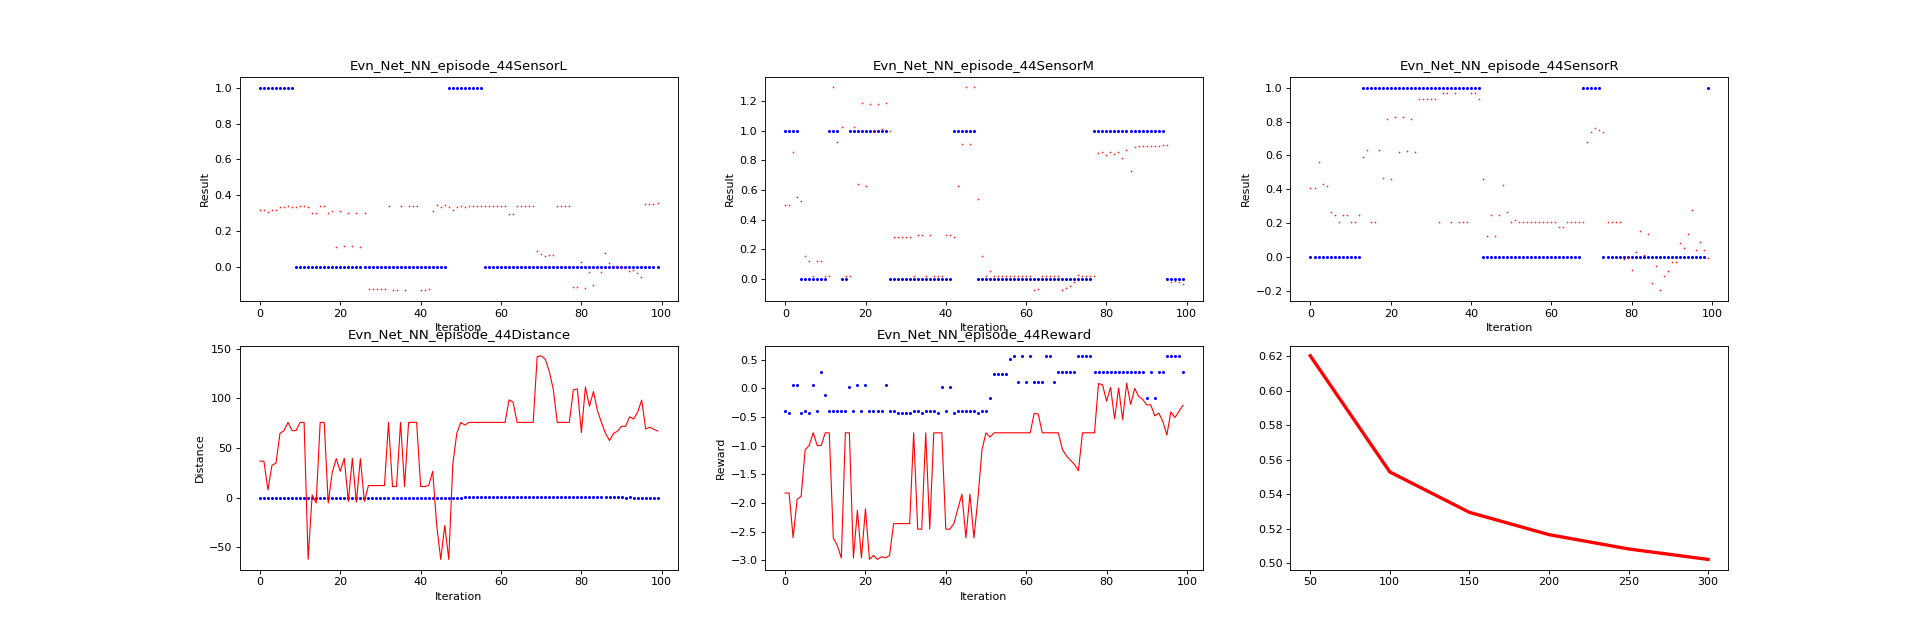 Evn_Net_NN_episode_44SensorL
Evn_Net_NN_episode_44SensorM
Evn_Net_NN_episode_44SensorR
1.0
0.8
0.6
0.4
0.2
0.0
Result
0 20 40 60 80 100
Iteration
1.2
1.0
0.8
0.6
0.4
0.2
0.0
Result
0 20 40 60 80 100
Iteration
1.0
0.8
0.6
0.4
0.2
0.0
−0.2
Result
0 20 40 60 80 100
Iteration
Evn_Net_NN_episode_44Distance
Evn_Net_NN_episode_44Reward
150
100
50
0
−50
Distance
0 20 40 60 80 100
Iteration
0.5
0.0
−0.5
−1.0
−1.5
−2.0
−2.5
−3.0
Reward
0 20 40 60 80 100
Iteration
0.62
0.60
0.58
0.56
0.54
0.52
0.50
50 100 150 200 250 300